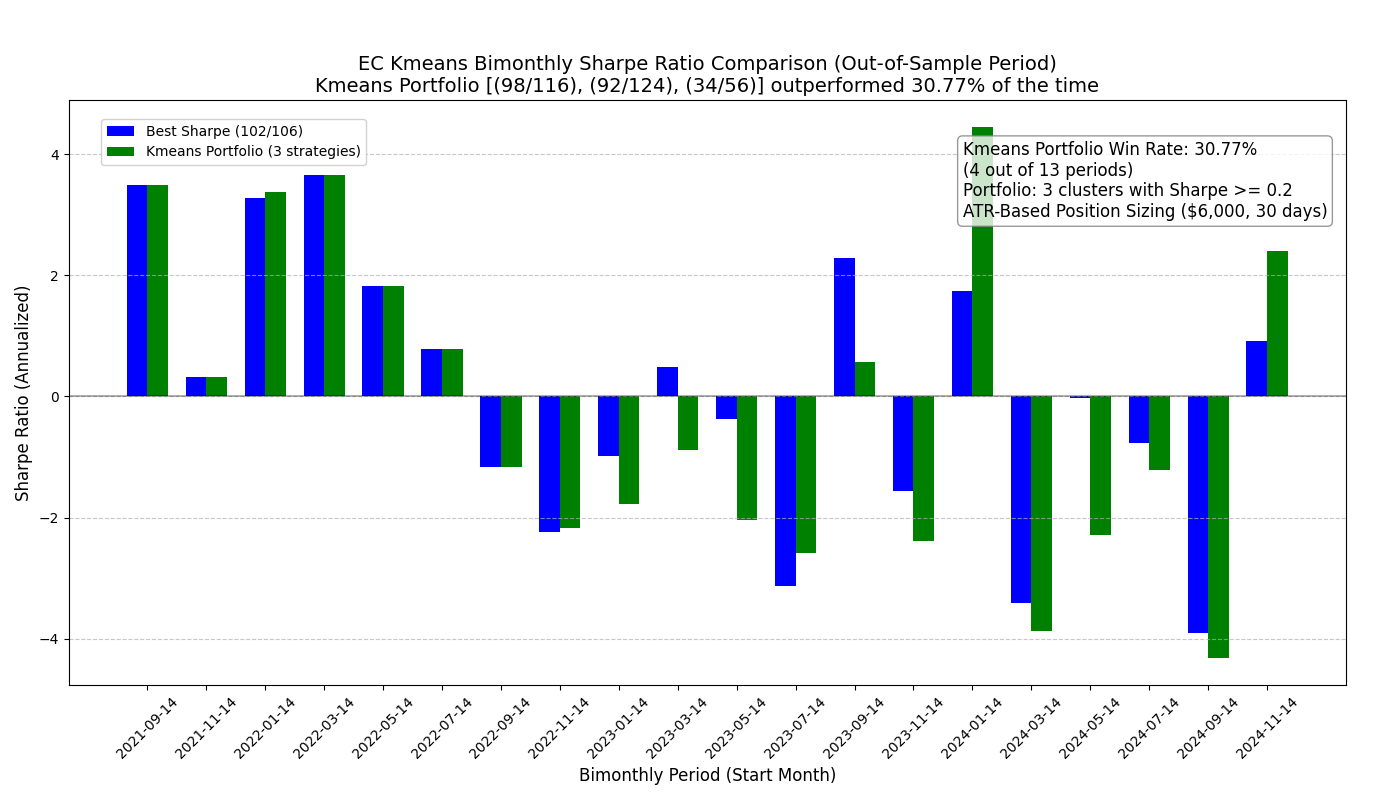 EC Kmeans Bimonthly Sharpe Ratio Comparison (Out-of-Sample Period)
Kmeans Portfolio [(98/116), (92/124), (34/56)] outperformed 30.77% of the time
Best Sharpe (102/106)
Kmeans Portfolio (3 strategies)
Kmeans Portfolio Win Rate: 30.77%
(4 out of 13 periods)
Portfolio: 3 clusters with Sharpe >= 0.2
ATR-Based Position Sizing ($6,000, 30 days)
Sharpe Ratio (Annualized)
4
2
0
−2
−4
2021-09-14
2021-11-14
2022-01-14
2022-03-14
2022-05-14
2022-07-14
2022-09-14
2022-11-14
2023-01-14
2023-03-14
2023-05-14
2023-07-14
2023-09-14
2023-11-14
2024-01-14
2024-03-14
2024-05-14
2024-07-14
2024-09-14
2024-11-14
Bimonthly Period (Start Month)